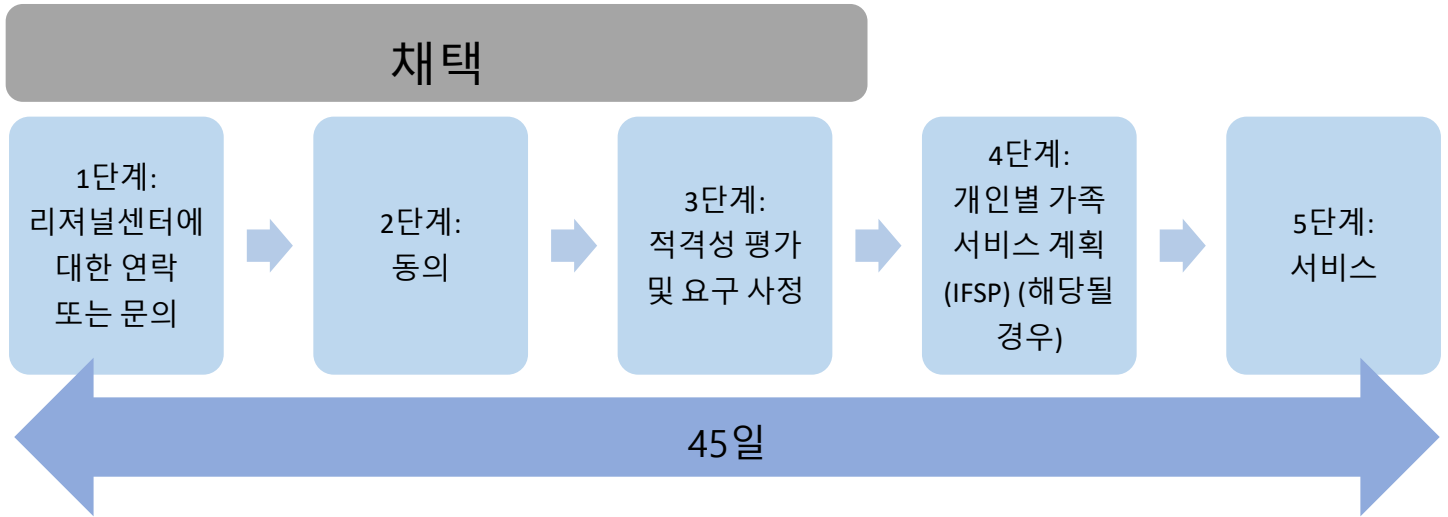 채택
1단계:
리져널센터에
대한 연락
또는 문의
2단계:
동의
3단계:
적격성 평가
및 요구 사정
4단계:
개인별 가족
서비스 계획
(IFSP) (해당될
경우)
5단계:
서비스
45일